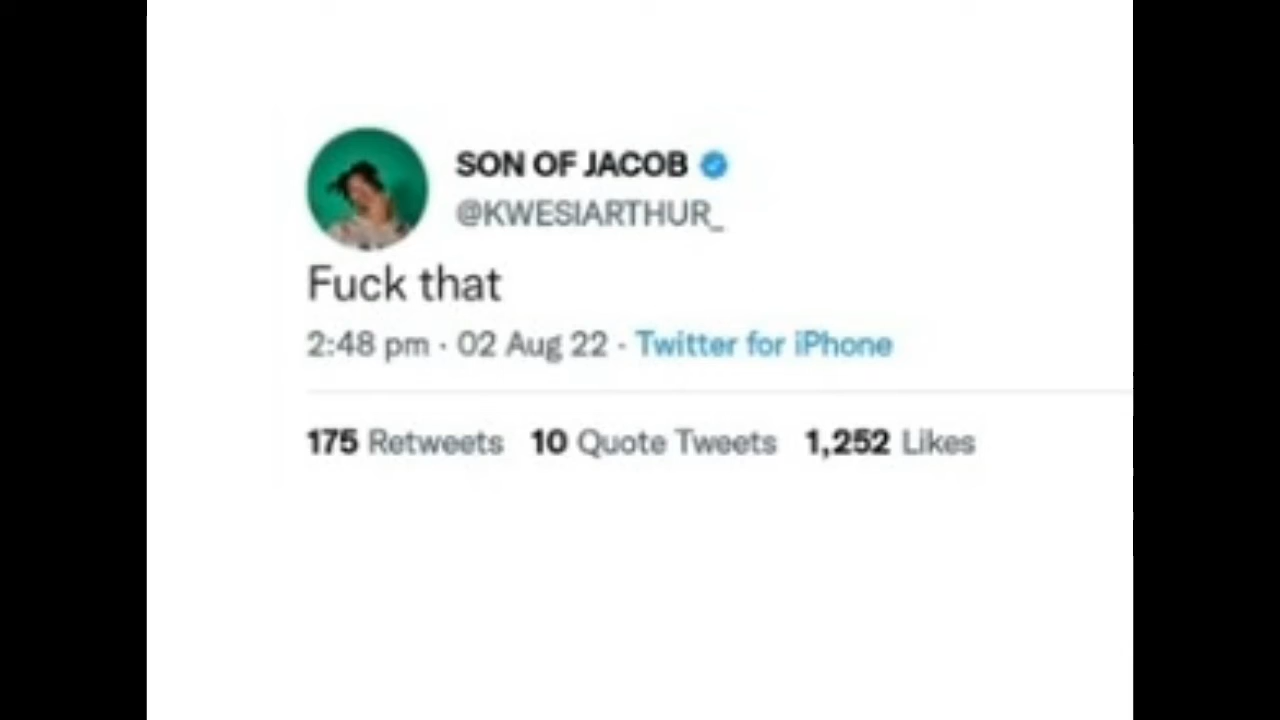 SON OF JACOB
@KWESIARTHUR_
Fuck that
2:48 pm · 02 Aug 22 · Twitter for iPhone
175 Retweets 10 Quote Tweets 1,252 Likes